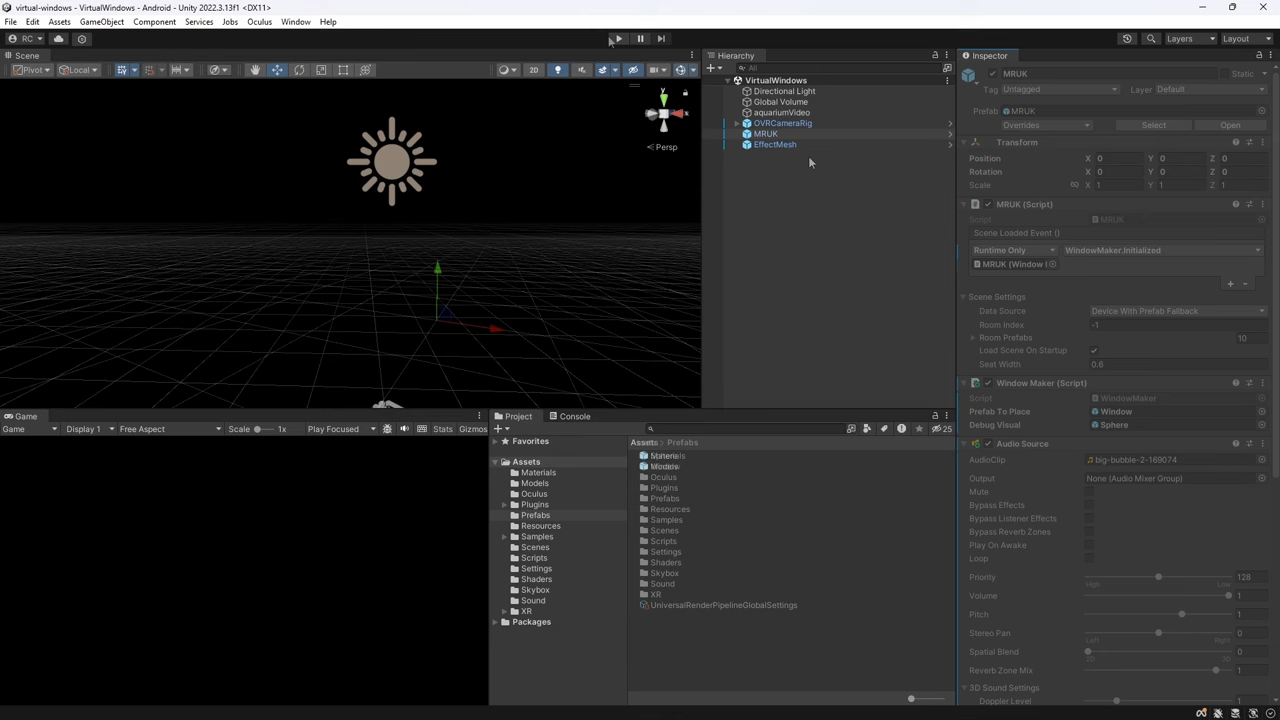 virtual-windows - VirtualWindows - Android - Unity 2022.3.13f1 <DX11>
File Edit Assets GameObject Component Services Jobs Oculus Window Help
RC Layers Layout
Scene
Pivot Local 2D
y
x
Persp
Hierarchy
All
VirtualWindows
Directional Light
Global Volume
aquariumVideo
OVRCameraRig
MRUK
EffectMesh
Inspector
MRUK Static
Tag Untagged Layer Default
Prefab MRUK
Overrides Select Open
Transform
Position X 0 Y 0 Z 0
Rotation X 0 Y 0 Z 0
Scale X 1 Y 1 Z 1
MRUK (Script)
Script MRUK
Scene Loaded Event ()
Runtime Only WindowMaker.Initialized
MRUK (Window
Scene Settings
Data Source Device With Prefab Fallback
Room Index -1
Room Prefabs 10
Load Scene On Startup
Seat Width 0.6
Window Maker (Script)
Script WindowMaker
Prefab To Place Window
Debug Visual Sphere
Audio Source
AudioClip big-bubble-2-169074
Output None (Audio Mixer Group)
Mute
Bypass Effects
Bypass Listener Effects
Bypass Reverb Zones
Play On Awake
Loop
Priority 128
High Low
Volume 1
Pitch 1
Stereo Pan 0
Left Right
Spatial Blend 0
2D 3D
Reverb Zone Mix 1
3D Sound Settings
Doppler Level 1
Game
Game Display 1 Free Aspect Scale 1x Play Focused Stats Gizmos
Project Console
25
Favorites
Assets
Materials
Models
Oculus
Plugins
Prefabs
Resources
Samples
Scenes
Scripts
Settings
Shaders
Skybox
Sound
XR
Packages
Assets Prefabs
Oculus
Plugins
Prefabs
Resources
Samples
Scenes
Scripts
Settings
Shaders
Skybox
Sound
XR
UniversalRenderPipelineGlobalSettings